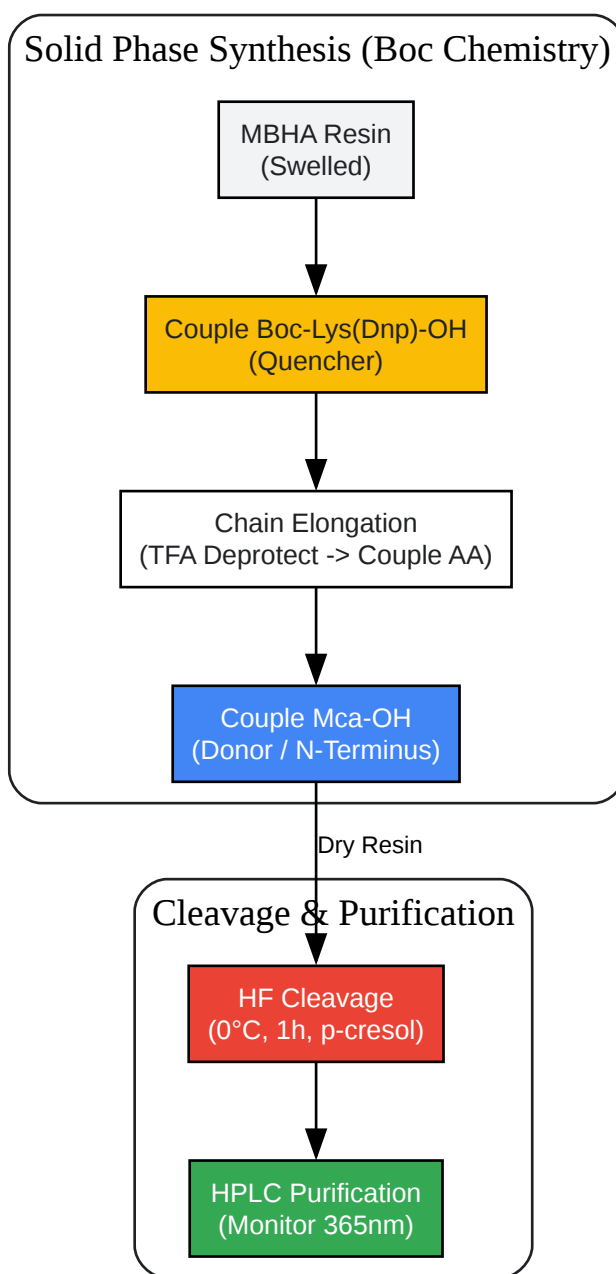 Solid Phase Synthesis (Boc Chemistry)
MBHA Resin
(Swelled)
Couple Boc-Lys(Dnp)-OH
(Quencher)
Chain Elongation
(TFA Deprotect -> Couple AA)
Couple Mca-OH
(Donor / N-Terminus)
Dry Resin
Cleavage & Purification
HF Cleavage
(0°C, 1h, p-cresol)
HPLC Purification
(Monitor 365nm)